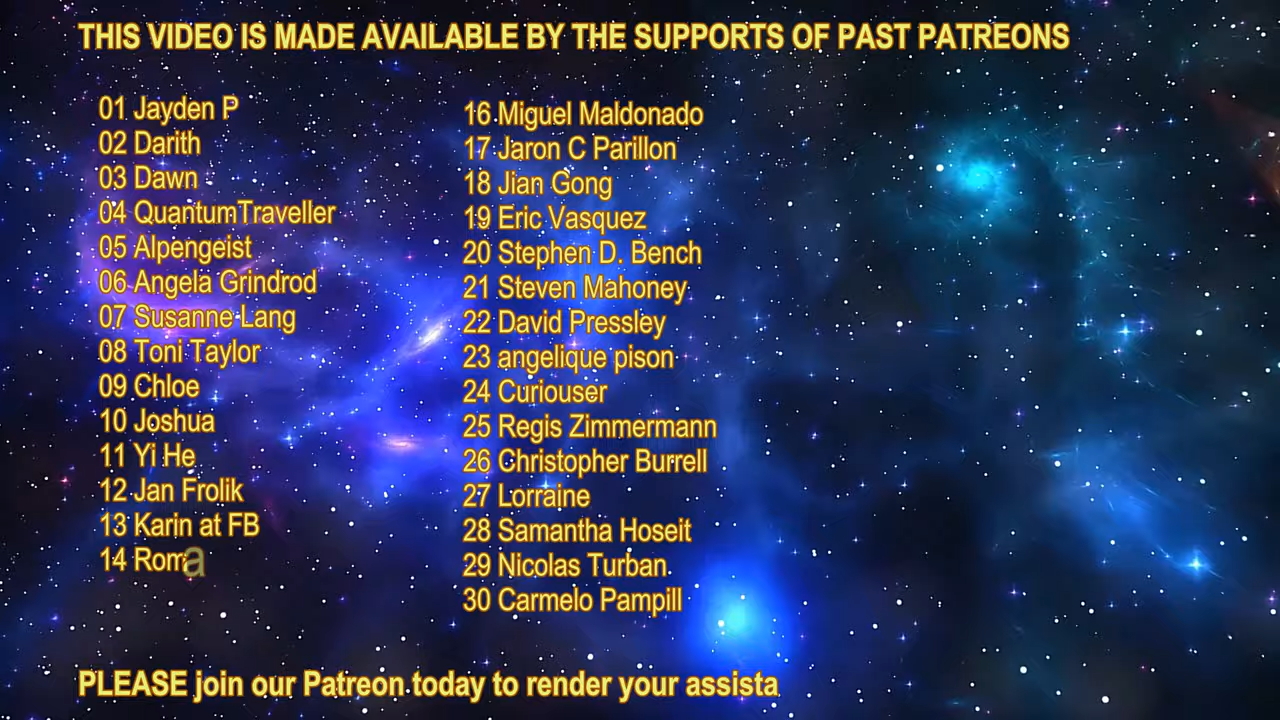 THIS VIDEO IS MADE AVAILABLE BY THE SUPPORTS OF PAST PATREONS
01 Jayden P
02 Darith
03 Dawn
04 QuantumTraveller
05 Alpengeist
06 Angela Grindrod
07 Susanne Lang
08 Toni Taylor
09 Chloe
10 Joshua
11 Yi He
12 Jan Frolik
13 Karin at FB
14 Roma
16 Miguel Maldonado
17 Jaron C Parillon
18 Jian Gong
19 Eric Vasquez
20 Stephen D. Bench
21 Steven Mahoney
22 David Pressley
23 angelique pison
24 Curiouser
25 Regis Zimmermann
26 Christopher Burrell
27 Lorraine
28 Samantha Hoseit
29 Nicolas Turban
30 Carmelo Pampill
PLEASE join our Patreon today to render your assista